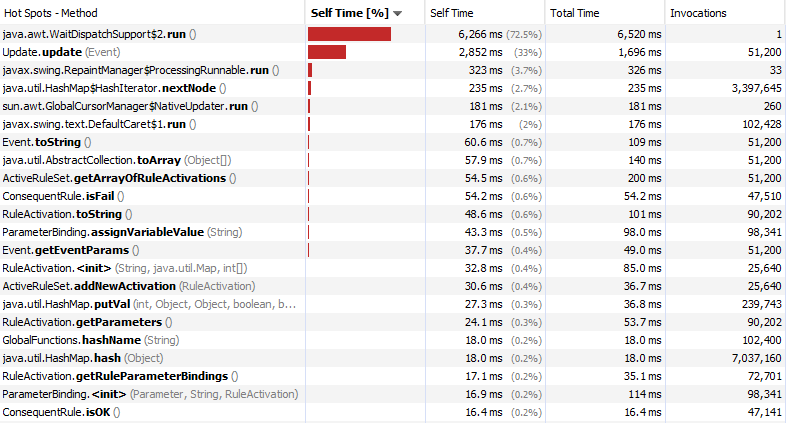 Hot Spots - Method Self Time [%] Self Time Total Time Invocations
java.awt.WaitDispatchSupport$2.run () 6,266 ms (72.5%) 6,520 ms 1
Update.update (Event) 2,852 ms (33%) 1,696 ms 51,200
javax.swing.RepaintManager$ProcessingRunnable.run () 323 ms (3.7%) 326 ms 33
java.util.HashMap$HashIterator.nextNode () 235 ms (2.7%) 235 ms 3,397,645
sun.awt.GlobalCursorManager$NativeUpdater.run () 181 ms (2.1%) 181 ms 260
javax.swing.text.DefaultCaret$1.run () 176 ms (2%) 176 ms 102,428
Event.toString () 60.6 ms (0.7%) 109 ms 51,200
java.util.AbstractCollection.toArray (Object[]) 57.9 ms (0.7%) 140 ms 51,200
ActiveRuleSet.getArrayOfRuleActivations () 54.5 ms (0.6%) 200 ms 51,200
ConsequentRule.isFail () 54.2 ms (0.6%) 54.2 ms 47,510
RuleActivation.toString () 48.6 ms (0.6%) 101 ms 90,202
ParameterBinding.assignVariableValue (String) 43.3 ms (0.5%) 98.0 ms 98,341
Event.getEventParams () 37.7 ms (0.4%) 49.0 ms 51,200
RuleActivation.<init> (String, java.util.Map, int[]) 32.8 ms (0.4%) 85.0 ms 25,640
ActiveRuleSet.addNewActivation (RuleActivation) 30.6 ms (0.4%) 36.7 ms 25,640
java.util.HashMap.putVal (int, Object, Object, boolean, b... 27.3 ms (0.3%) 36.8 ms 239,743
RuleActivation.getParameters () 24.1 ms (0.3%) 53.7 ms 90,202
GlobalFunctions.hashName (String) 18.0 ms (0.2%) 18.0 ms 102,400
java.util.HashMap.hash (Object) 18.0 ms (0.2%) 18.0 ms 7,037,160
RuleActivation.getRuleParameterBindings () 17.1 ms (0.2%) 35.1 ms 72,701
ParameterBinding.<init> (Parameter, String, RuleActivation) 16.9 ms (0.2%) 114 ms 98,341
ConsequentRule.isOK () 16.4 ms (0.2%) 16.4 ms 47,141